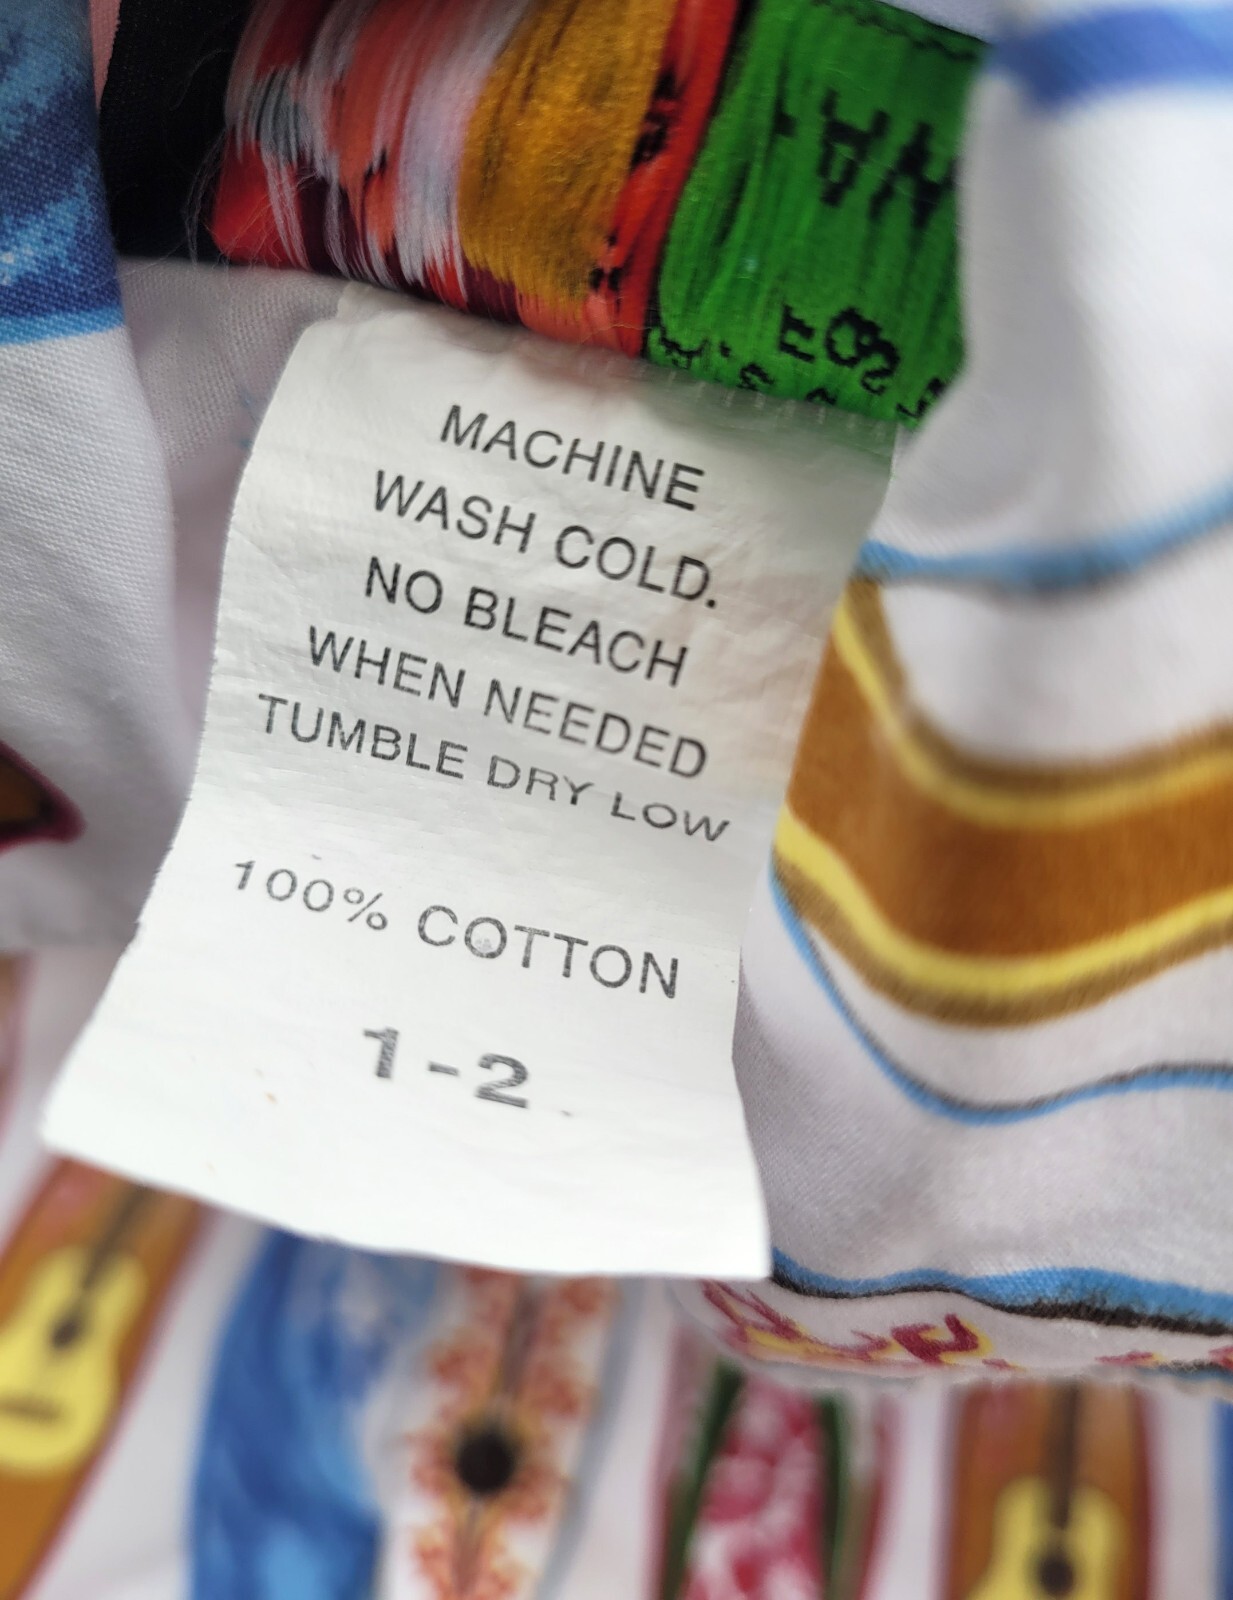 MACHINE
WASH COLD.
NO BLEACH
WHEN NEEDED
TUMBLE DRY LOW
100% COTTON
1-2